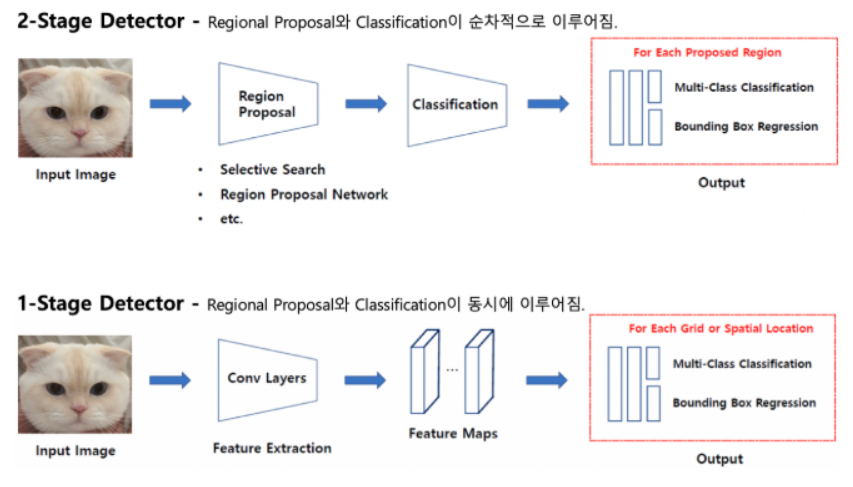 2-Stage Detector - Regional Proposal와 Classification이 순차적으로 이루어짐.
For Each Proposed Region
Region
Proposal
Classification
Multi-Class Classification
Bounding Box Regression
Input Image
• Selective Search
• Region Proposal Network
• etc.
Output
1-Stage Detector - Regional Proposal와 Classification이 동시에 이루어짐.
For Each Grid or Spatial Location
Conv Layers
...
Multi-Class Classification
Bounding Box Regression
Input Image
Feature Extraction
Feature Maps
Output